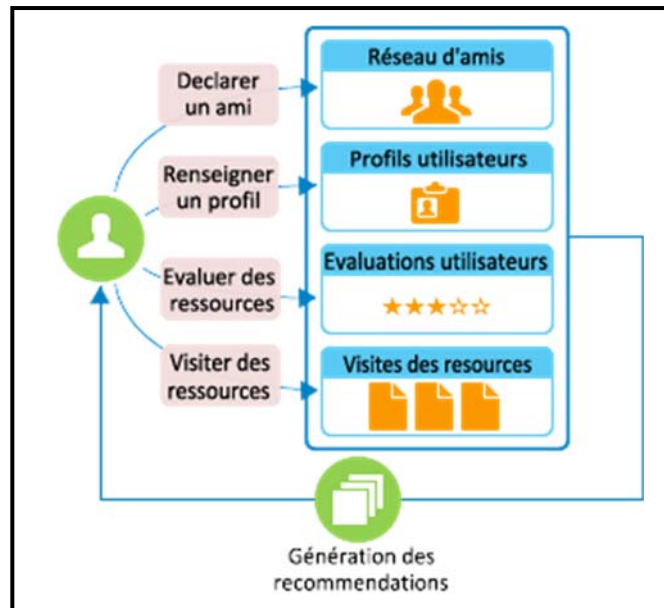 Réseau d'amis
Declarer
un ami
Profils utilisateurs
Renseigner
un profil
Evaluations utilisateurs
Evaluer des
ressources
Visites des resources
Visiter des
ressources
Génération des
recommendations